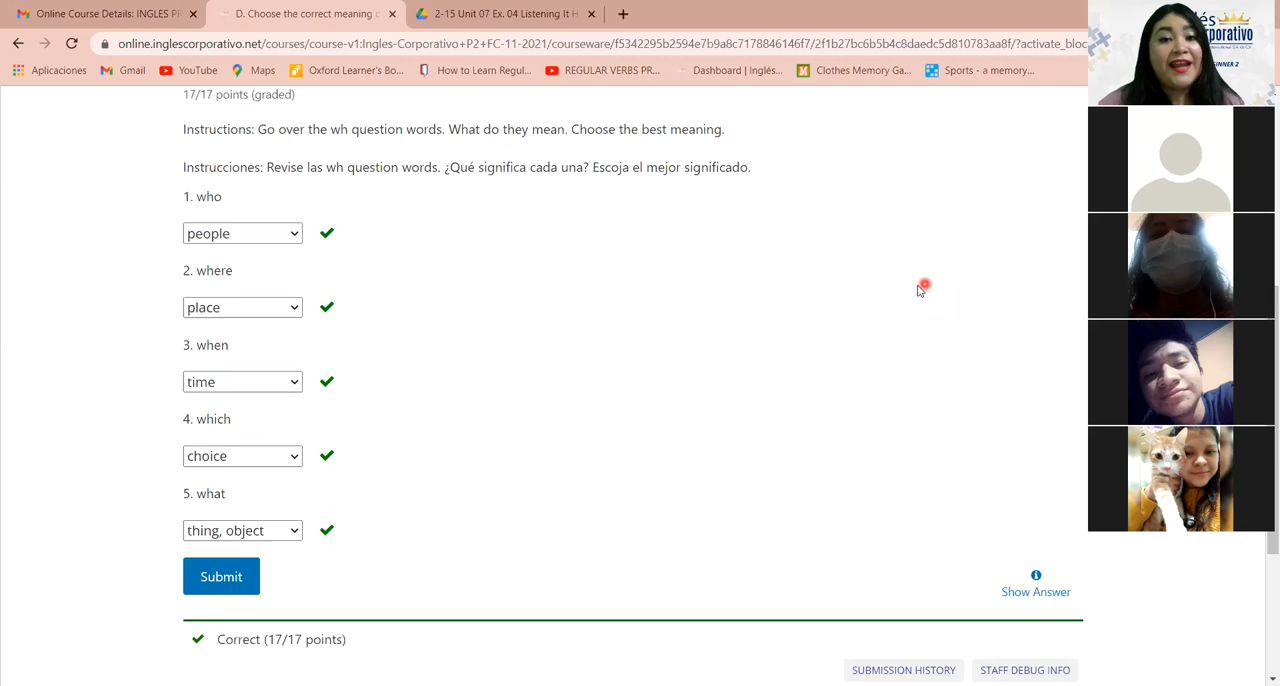 Online Course Details: INGLES PF
D. Choose the correct meaning o
2-15 Unit 07 Ex. 04 Listening It H
online.inglescorporativo.net/courses/course-v1:Ingles-Corporativo+P2+FC-11-2021/courseware/f5342295b2594e7b9a8c7178846146f7/2f1b27bc6b5b4c8daedc5d810783aa8f/?activate_bloc
Aplicaciones
Gmail
YouTube
Maps
Oxford Learner's Bo...
How to Learn Regul...
REGULAR VERBS PR...
Dashboard | Inglés...
Clothes Memory Ga...
Sports - a memory...
17/17 points (graded)
Instructions: Go over the wh question words. What do they mean. Choose the best meaning.
Instrucciones: Revise las wh question words. ¿Qué significa cada una? Escoja el mejor significado.
1. who
people
2. where
place
3. when
time
4. which
choice
5. what
thing, object
Submit
Show Answer
Correct (17/17 points)
SUBMISSION HISTORY
STAFF DEBUG INFO